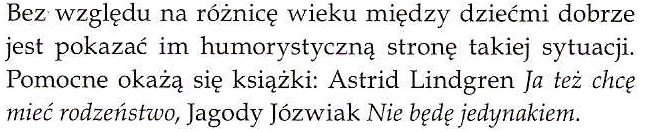 Bez względu na różnicę wieku między dziećmi dobrze
jest pokazać im humorystyczną stronę takiej sytuacji.
Pomocne okażą się książki: Astrid Lindgren Ja też chcę
mieć rodzeństwo, Jagody Józwiak Nie będę jedynakiem.